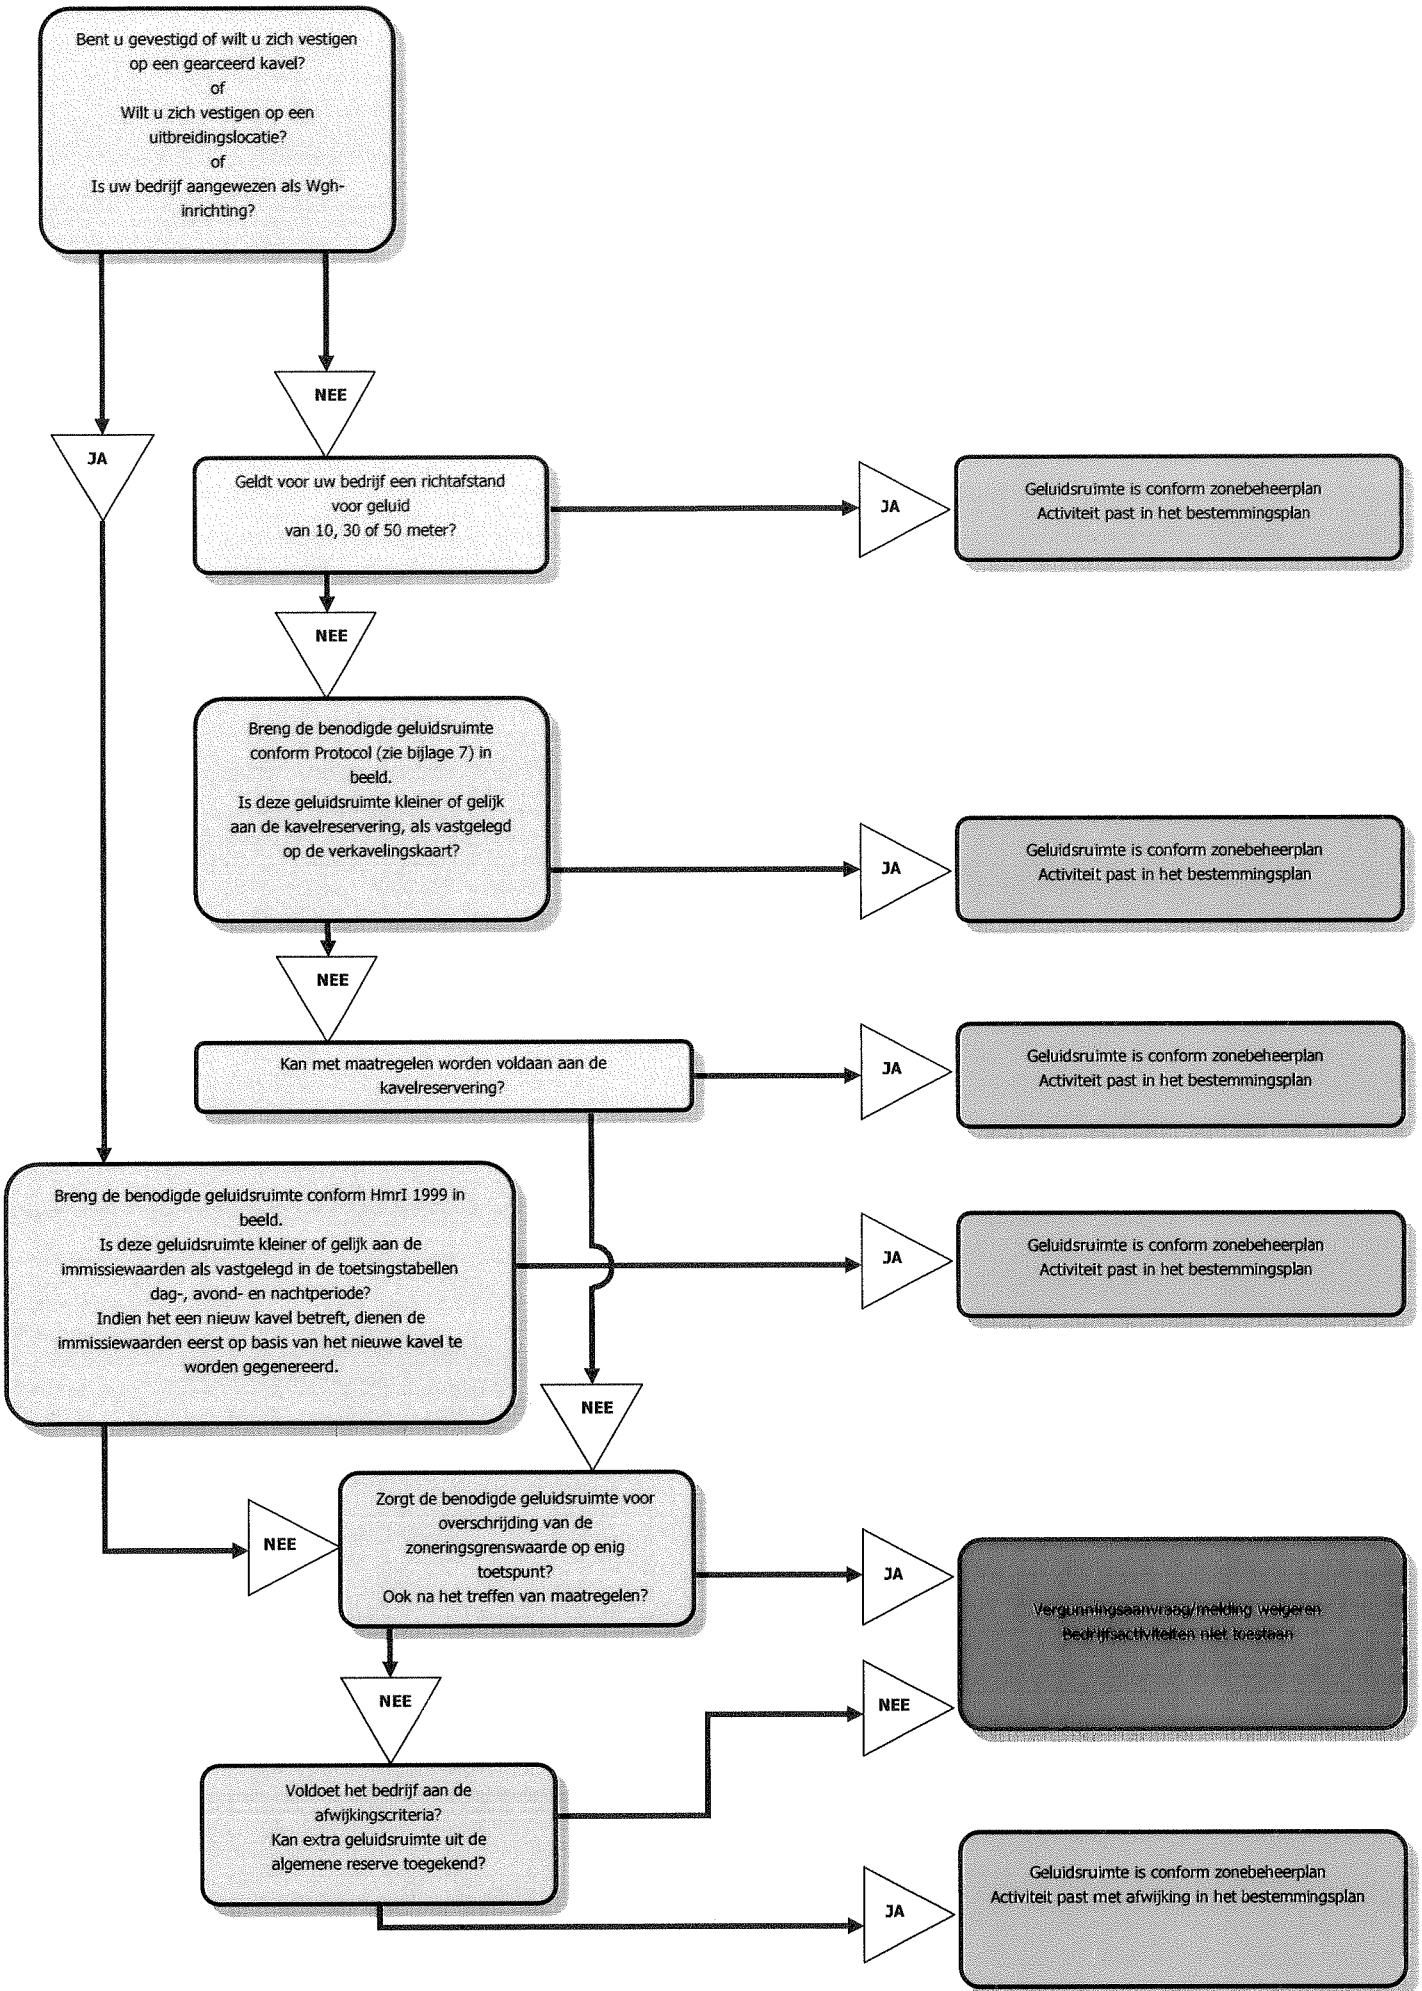 Bent u gevestigd of wilt u zich vestigen
op een gearceerd kavel?
of
Wilt u zich vestigen op een
uitbreidingslocatie?
of
Is uw bedrijf aangewezen als Wgh-
inrichting?
NEE
JA
Geldt voor uw bedrijf een richtafstand
voor geluid
van 10, 30 of 50 meter?
JA
Geluidsruimte is conform zonebeheerplan
Activiteit past in het bestemmingsplan
NEE
Breng de benodigde geluidsruimte
conform Protocol (zie bijlage 7) in
beeld.
Is deze geluidsruimte kleiner of gelijk
aan de kavelreservering, als vastgelegd
op de verkavelingskaart?
JA
Geluidsruimte is conform zonebeheerplan
Activiteit past in het bestemmingsplan
NEE
Kan met maatregelen worden voldaan aan de
kavelreservering?
JA
Geluidsruimte is conform zonebeheerplan
Activiteit past in het bestemmingsplan
Breng de benodigde geluidsruimte conform HmrI 1999 in
beeld.
Is deze geluidsruimte kleiner of gelijk aan de
immissiewaarden als vastgelegd in de toetsingstabellen
dag-, avond- en nachtperiode?
Indien het een nieuw kavel betreft, dienen de
immissiewaarden eerst op basis van het nieuwe kavel te
worden gegenereerd.
JA
Geluidsruimte is conform zonebeheerplan
Activiteit past in het bestemmingsplan
NEE
NEE
Zorgt de benodigde geluidsruimte voor
overschrijding van de
zoneringsgrenswaarde op enig
toetspunt?
Ook na het treffen van maatregelen?
JA
Vergunningsaanvraag/melding weigeren
Bedrijfsactiviteiten niet toestaan
NEE
NEE
Voldoet het bedrijf aan de
afwijkingscriteria?
Kan extra geluidsruimte uit de
algemene reserve toegekend?
JA
Geluidsruimte is conform zonebeheerplan
Activiteit past met afwijking in het bestemmingsplan